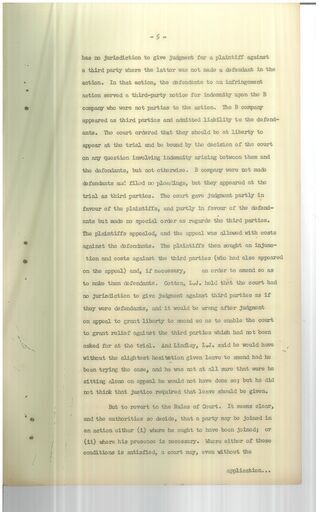 - 5 -
has no jurisdiction to give judgment for a plaintiff against
a third party where the latter was not made a defendant in the
action. In that action, the defendants to an infringement
action served a third-party notice for indemnity upon the B
company who were not parties to the action. The B company
appeared as third parties and admitted liability to the defend-
ants. The court ordered that they should be at liberty to
appear at the trial and be bound by the decision of the court
on any question involving indemnity arising between them and
the defendants, but not otherwise. B company were not made
defendants and filed no pleadings, but they appeared at the
trial as third parties. The court gave judgment partly in
favour of the plaintiffs, and partly in favour of the defend-
ants but made no special order as regards the third parties.
The plaintiffs appealed, and the appeal was allowed with costs
against the defendants. The plaintiffs then sought an injunc-
tion and costs against the third parties (who had also appeared
on the appeal) and, if necessary, an order to amend so as
to make them defendants. Cotton, L.J. held that the court had
no jurisdiction to give judgment against third parties as if
they were defendants, and it would be wrong after judgment
on appeal to grant liberty to amend so as to enable the court
to grant relief against the third parties which had not been
asked for at the trial. And Lindley, L.J. said he would have
without the slightest hesitation given leave to amend had he
been trying the case, and he was not at all sure that were he
sitting alone on appeal he would not have done so; but he did
not think that justice required that leave should be given.
But to revert to the Rules of Court. It seems clear,
and the authorities so decide, that a party may be joined in
an action either (i) where he ought to have been joined; or
(ii) where his presence is necessary. Where either of those
conditions is satisfied, a court may, even without the
application...